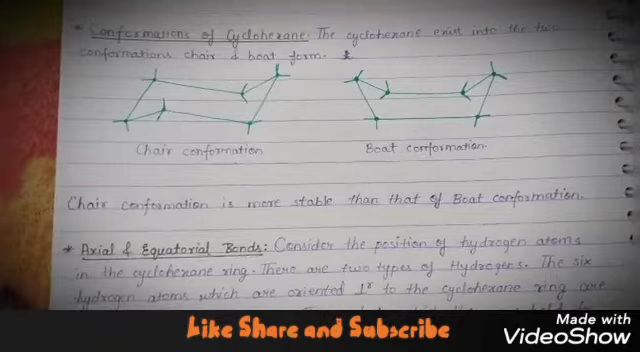 * Conformations of Cyclohexane: The cyclohexane exist into the two
conformations chair & boat form.
Chair conformation
Boat conformation.
Chair conformation is more stable than that of Boat conformation.
* Axial & Equatorial Bonds: Consider the position of hydrogen atoms
in the cyclohexane ring. There are two types of Hydrogens. The six
hydrogen atoms which are oriented 1ʳ to the cyclohexane ring are
Like Share and Subscribe
Made with
VideoShow